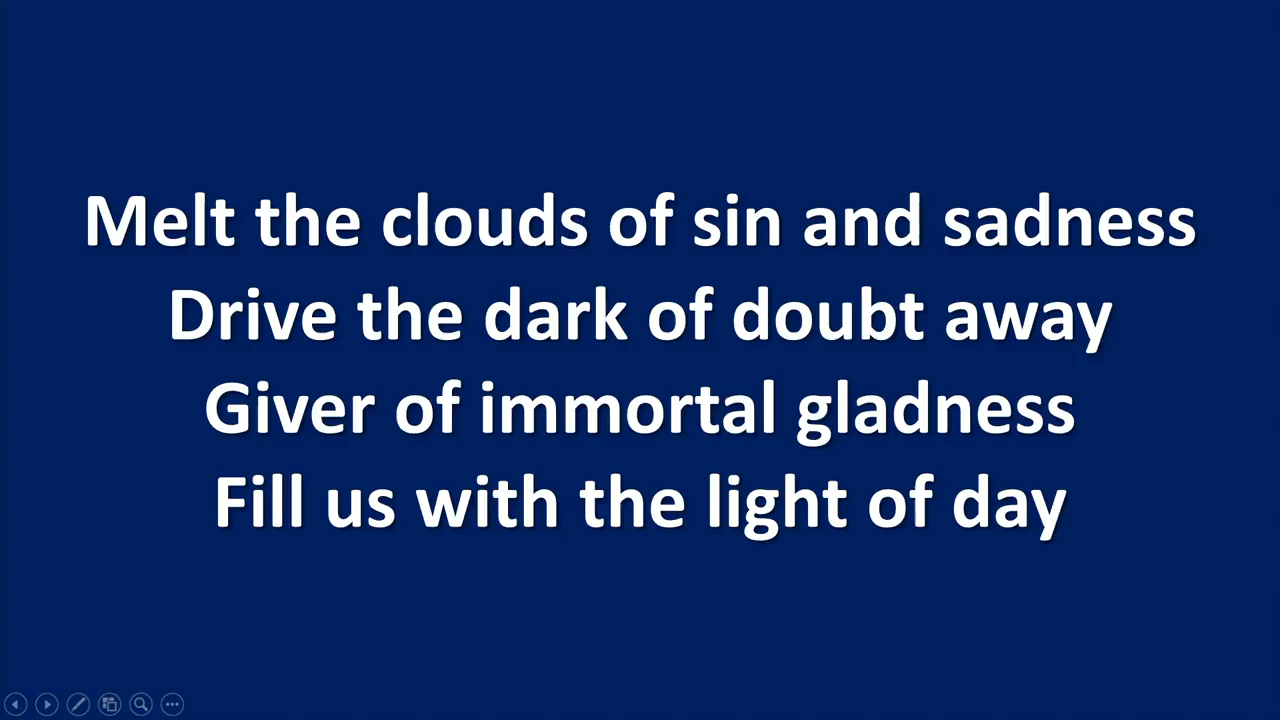 Melt the clouds of sin and sadness
Drive the dark of doubt away
Giver of immortal gladness
Fill us with the light of day